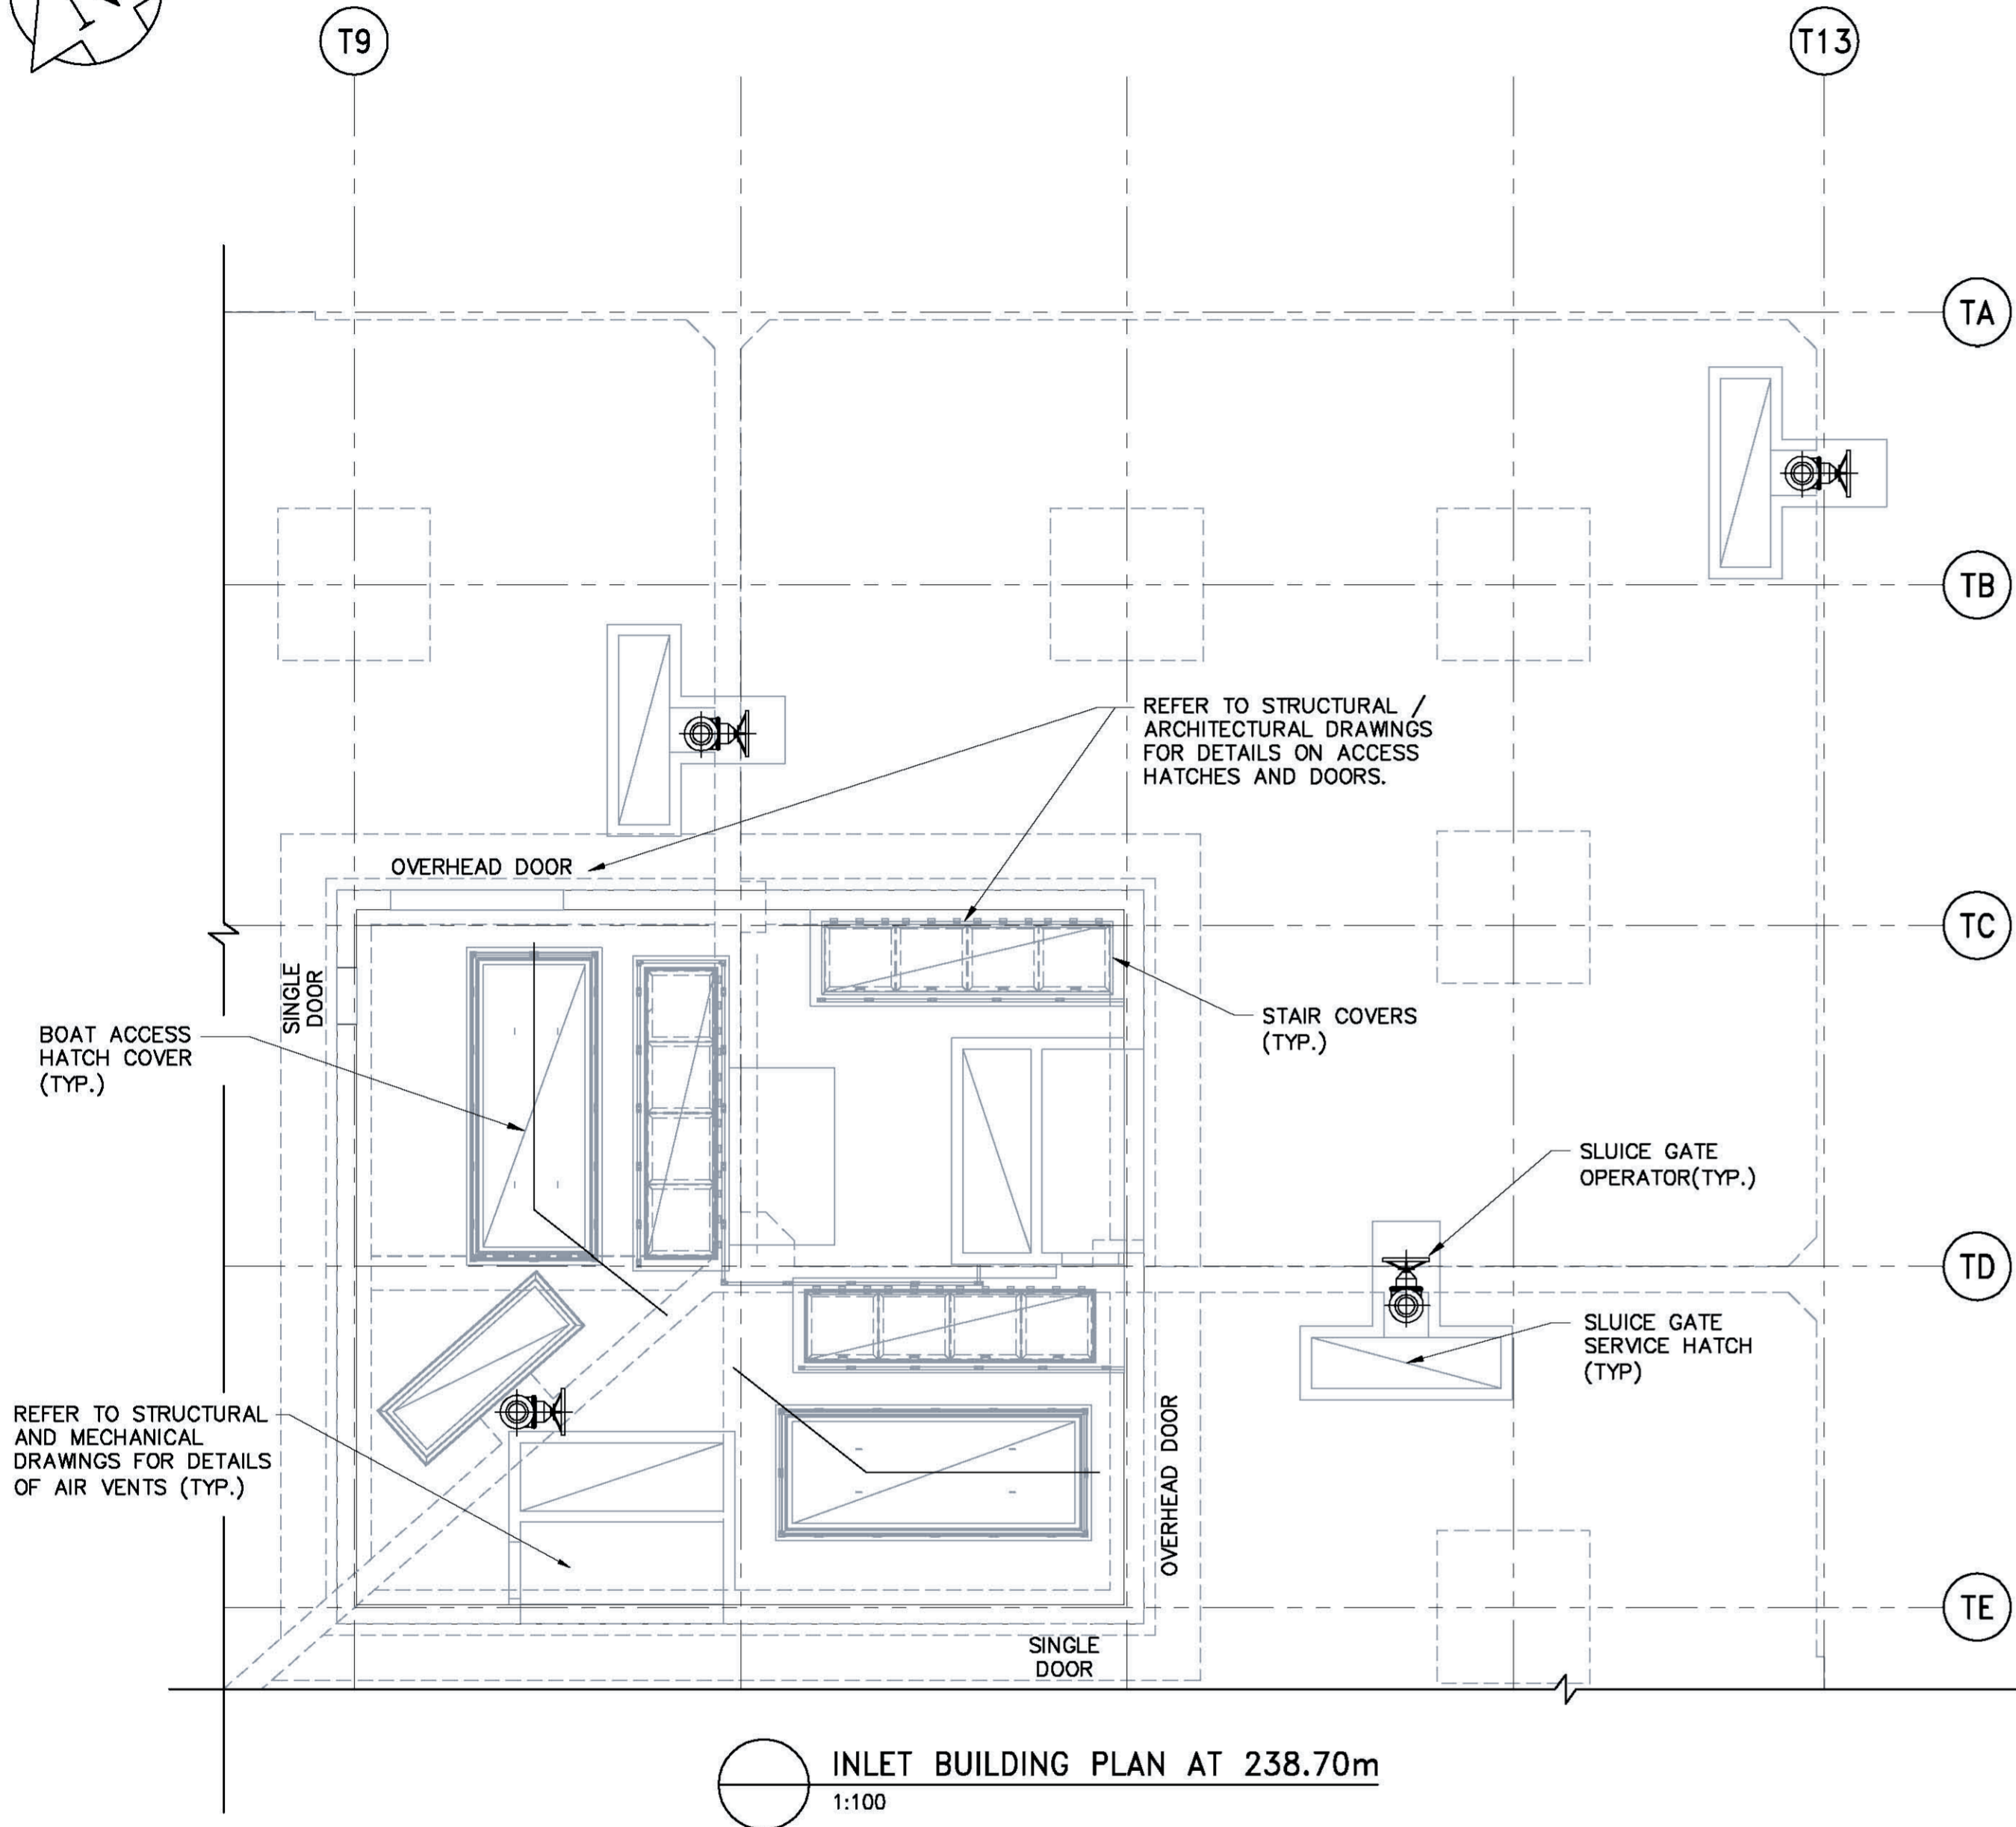 N
T9
T13
TA
TB
REFER TO STRUCTURAL /
ARCHITECTURAL DRAWINGS
FOR DETAILS ON ACCESS
HATCHES AND DOORS.
OVERHEAD DOOR
TC
SINGLE
DOOR
STAIR COVERS
(TYP.)
BOAT ACCESS
HATCH COVER
(TYP.)
SLUICE GATE
OPERATOR(TYP.)
TD
SLUICE GATE
SERVICE HATCH
(TYP)
REFER TO STRUCTURAL
AND MECHANICAL
DRAWINGS FOR DETAILS
OF AIR VENTS (TYP.)
OVERHEAD DOOR
TE
SINGLE
DOOR
INLET BUILDING PLAN AT 238.70m
1:100